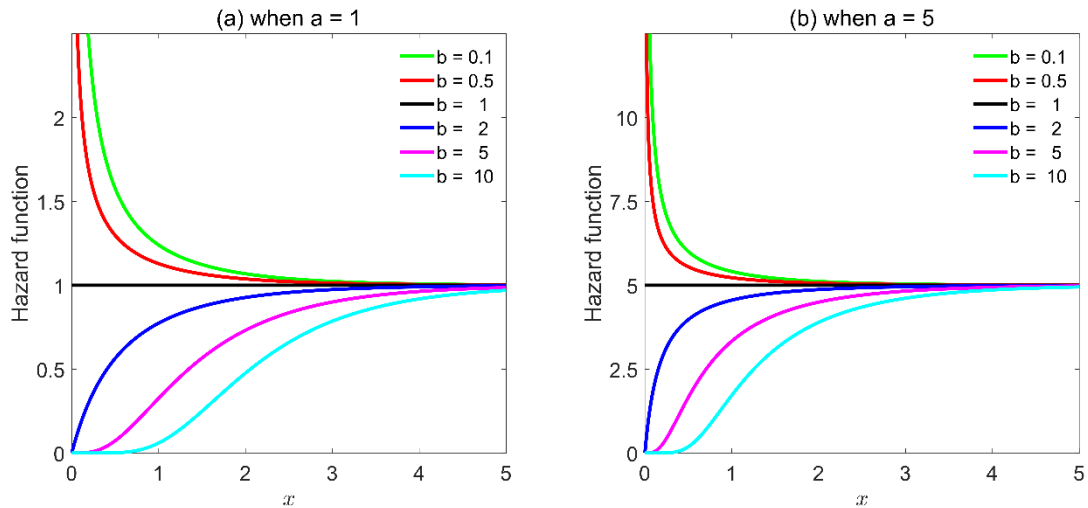 (a) when a = 1
Hazard function
2
1.5
1
0.5
0
b = 0.1
b = 0.5
b = 1
b = 2
b = 5
b = 10
0 1 2 3 4 5
x
(b) when a = 5
Hazard function
10
7.5
5
2.5
0
b = 0.1
b = 0.5
b = 1
b = 2
b = 5
b = 10
0 1 2 3 4 5
x